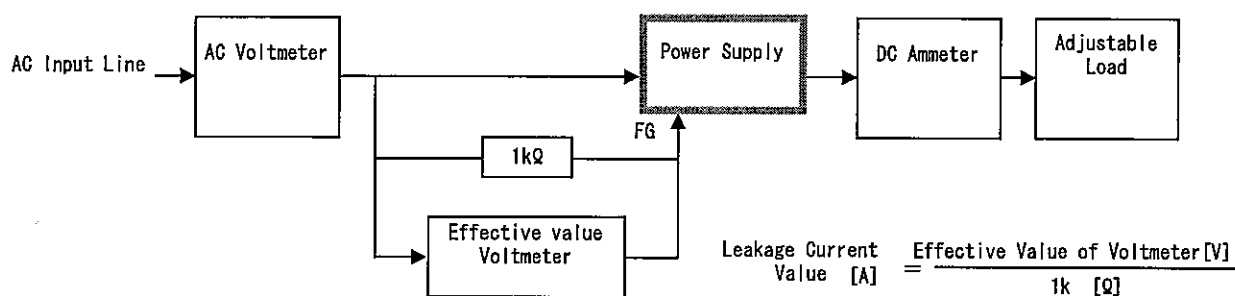 AC Input Line
AC Voltmeter
Power Supply
DC Ammeter
Adjustable
Load
FG
1kΩ
Effective value
Voltmeter
Leakage Current
Value [A]
=
Effective Value of Voltmeter[V]
1k [Ω]